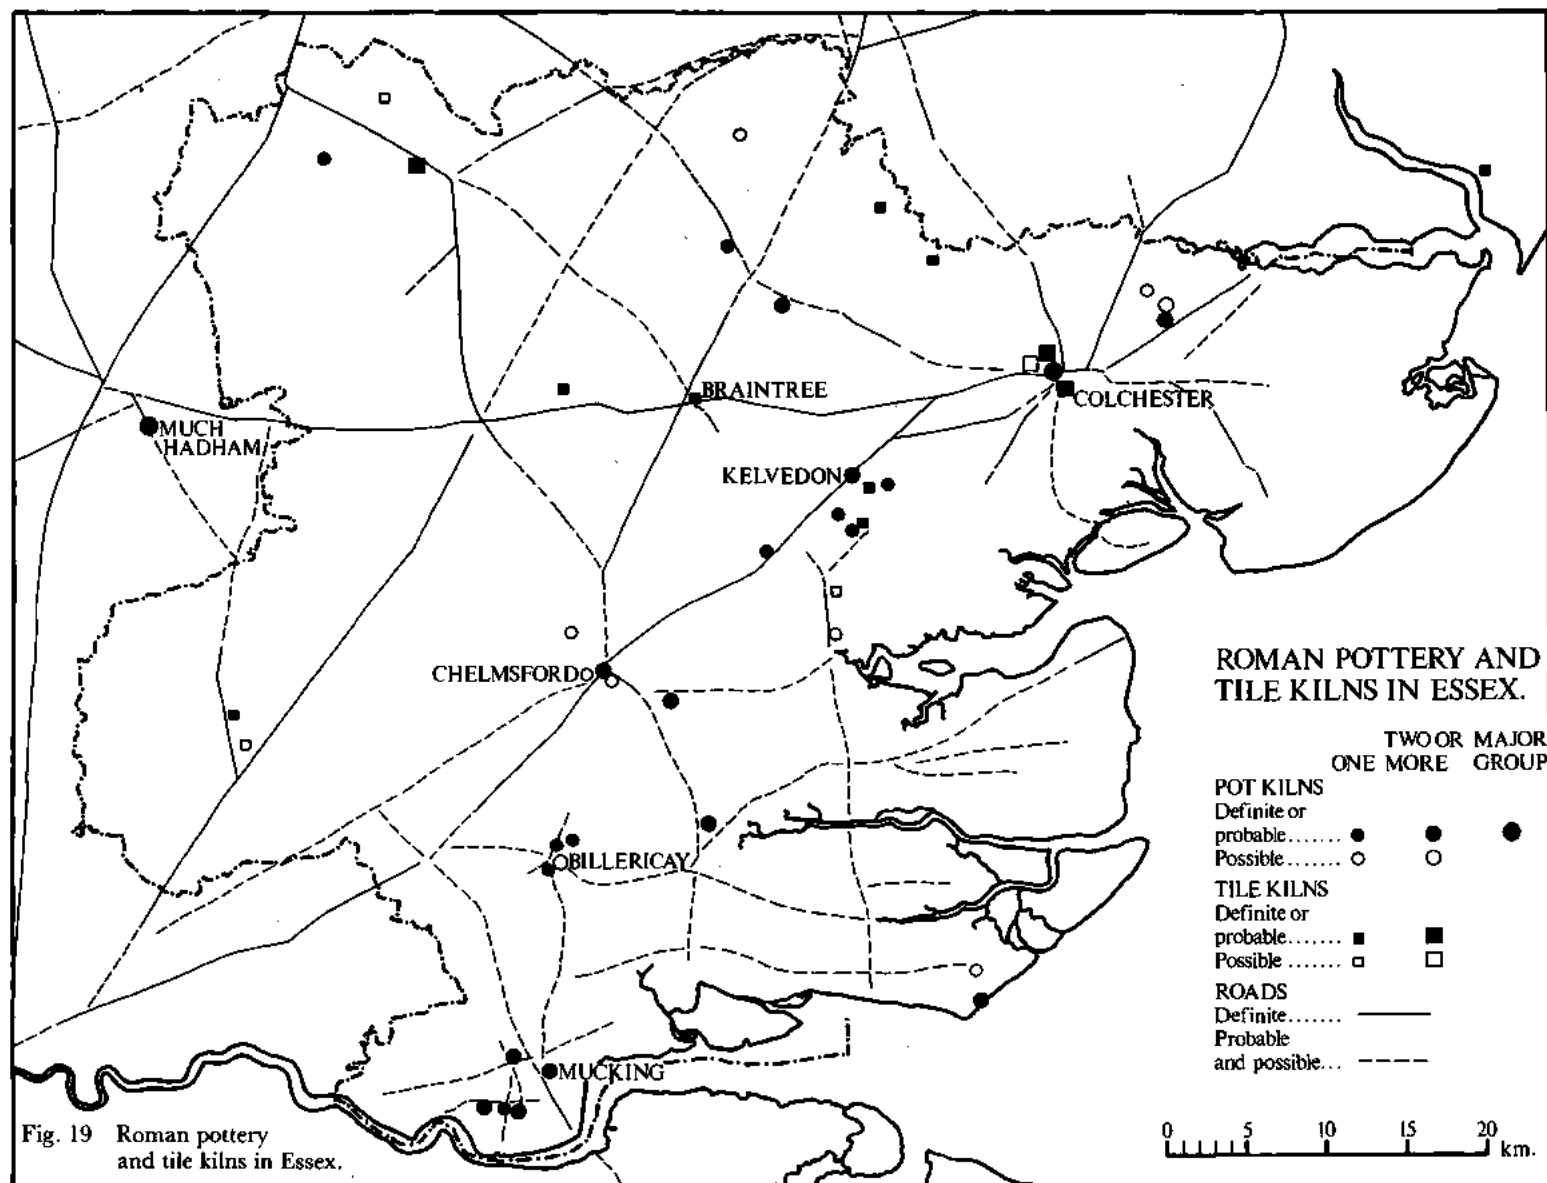 BRAINTREE
COLCHESTER
MUCH
HADHAM
KELVEDON
CHELMSFORD
BILLERICAY
MUCKING
ROMAN POTTERY AND
TILE KILNS IN ESSEX.
TWO OR MAJOR
ONE MORE GROUP
POT KILNS
Definite or
probable.......
Possible.......
TILE KILNS
Definite or
probable.......
Possible.......
ROADS
Definite.......
Probable
and possible...
0 5 10 15 20
km.
Fig. 19 Roman pottery
and tile kilns in Essex.